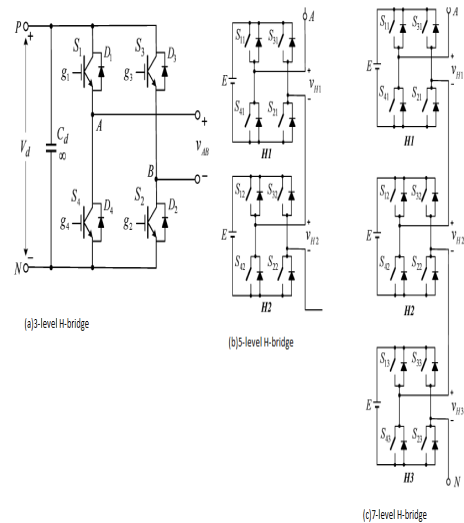 P
+
S1
D1
S3
D3
g1
g3
Cd
∞
Vd
A
+
vAB
B
-
S4
D4
S2
D2
g4
g2
N
-
(a)3-level H-bridge
A
S11
S31
E
+
vH1
-
S41
S21
H1
S12
S32
E
+
vH2
-
S42
S22
H2
(b)5-level H-bridge
A
S11
S31
E
+
vH1
-
S41
S21
H1
S12
S32
E
+
vH2
-
S42
S22
H2
S13
S33
E
+
vH3
-
S43
S23
H3
N
(c)7-level H-bridge